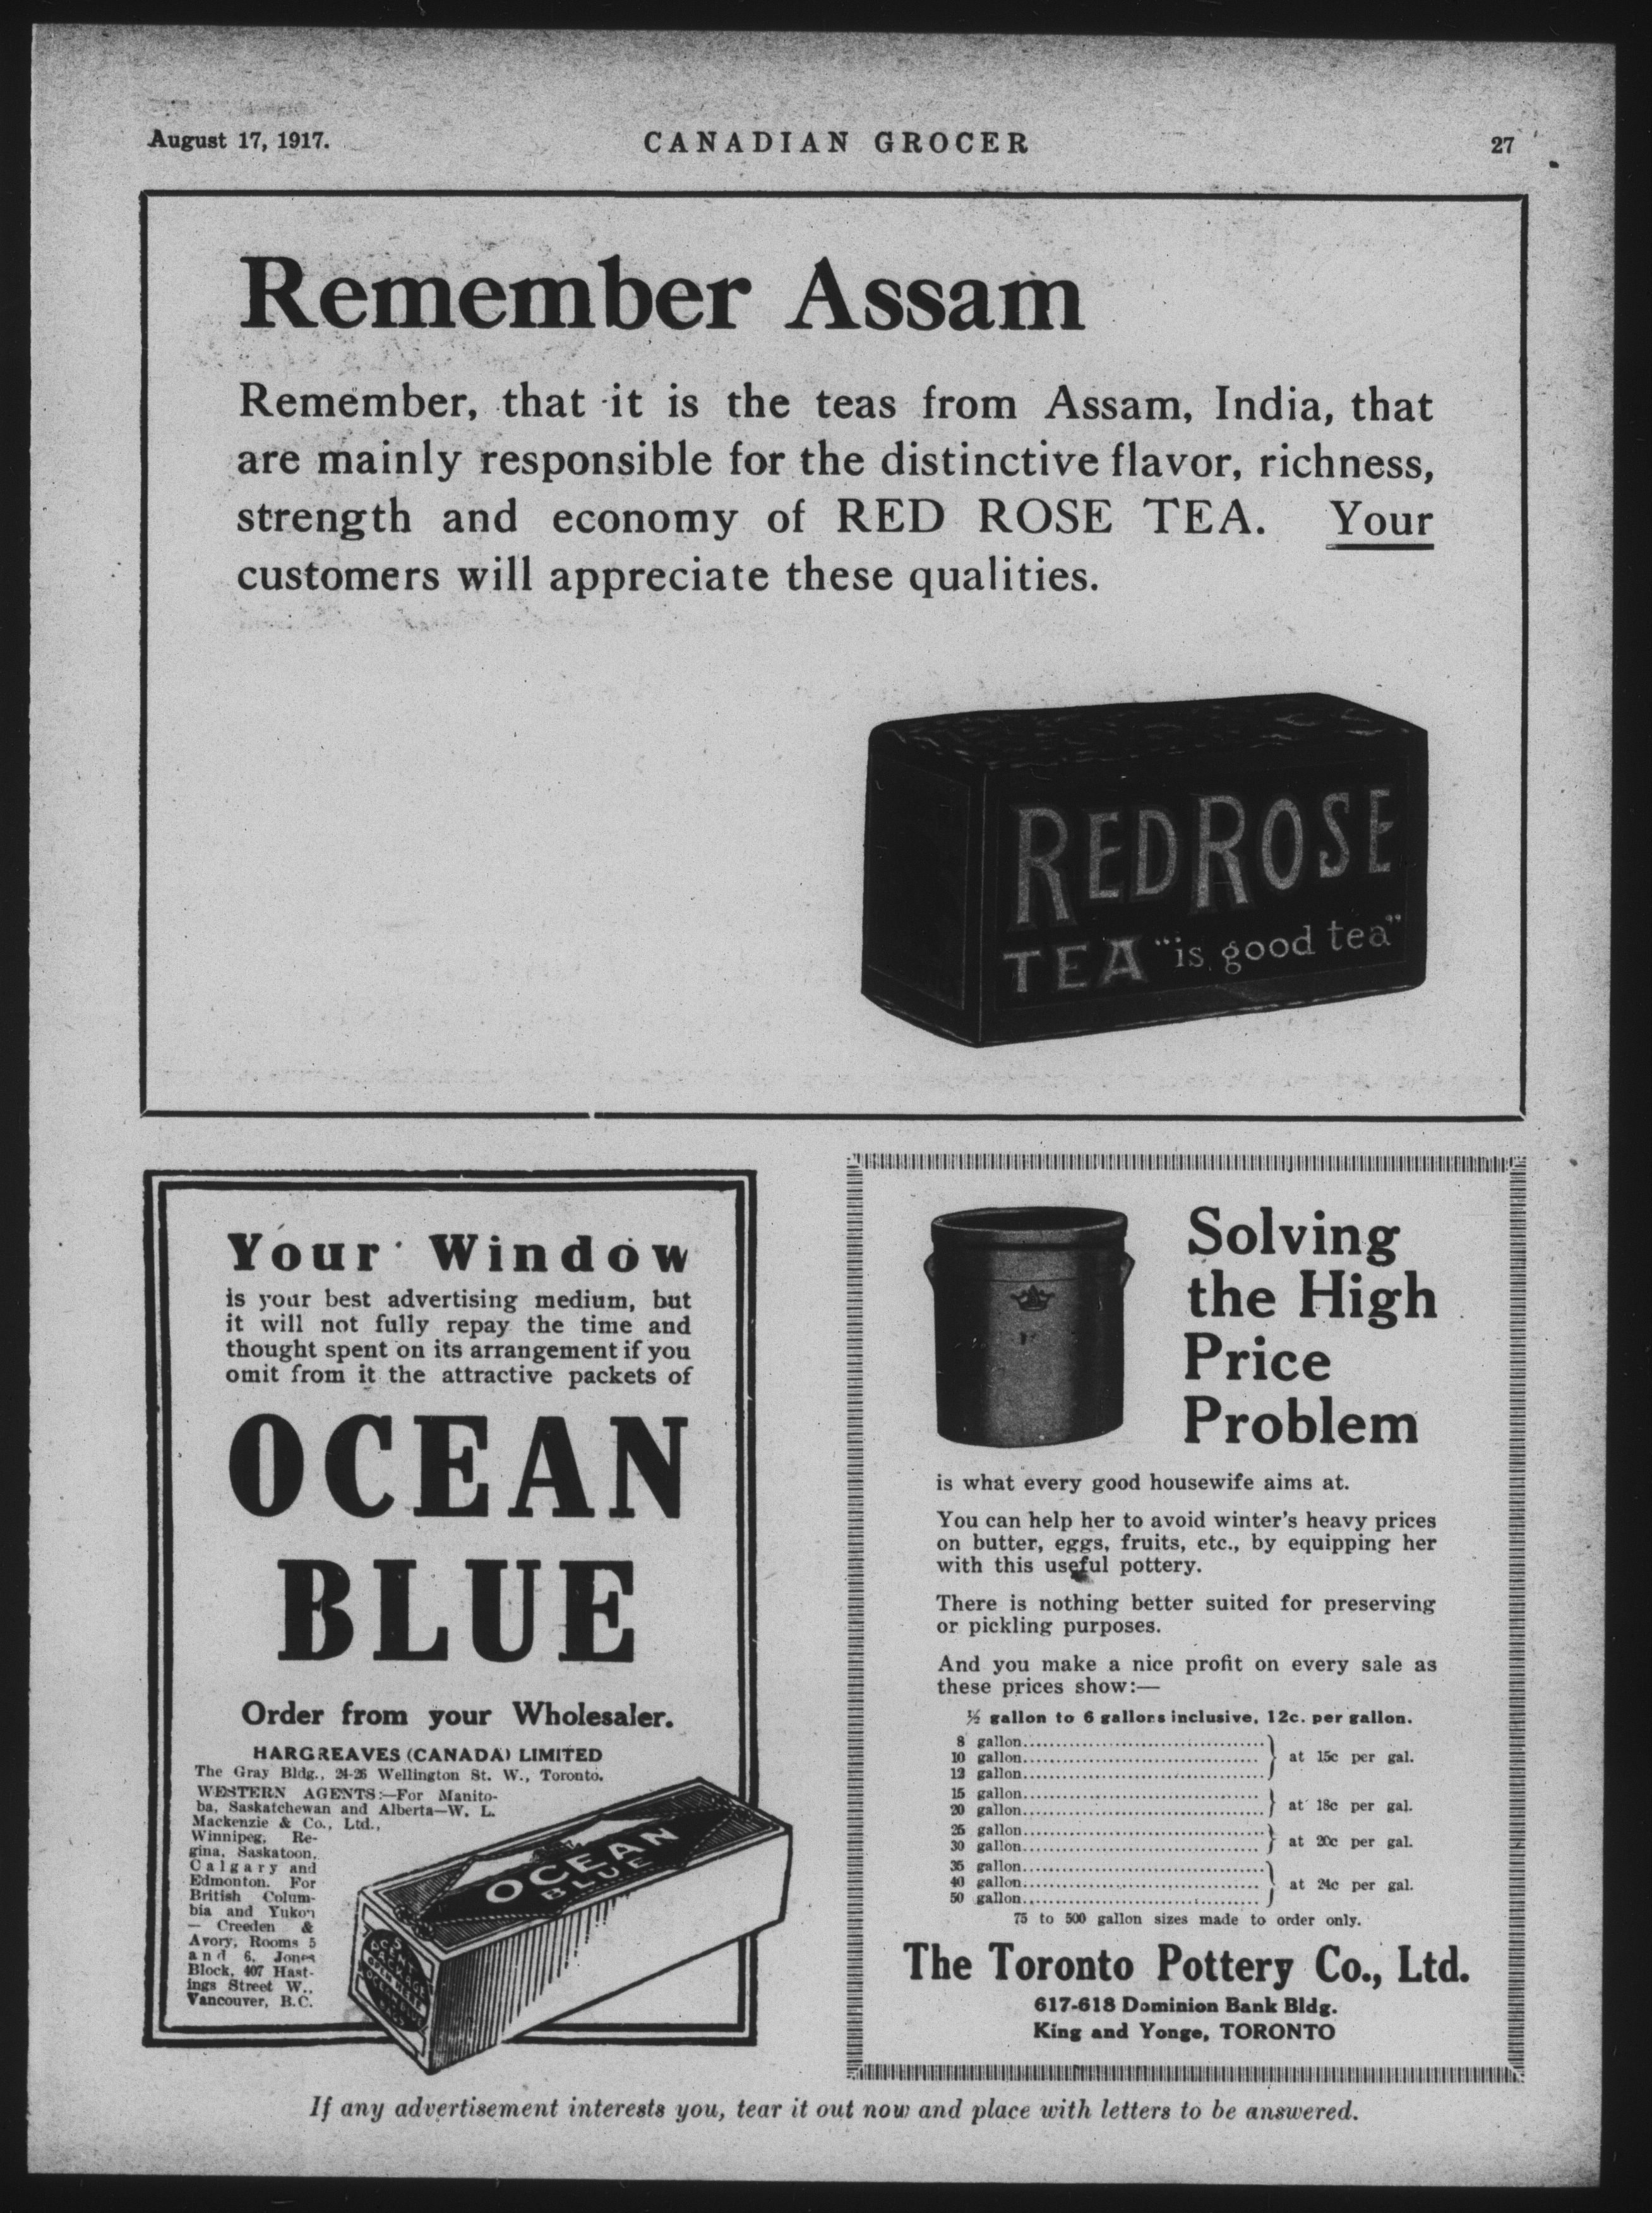 August 17, 1917.
CANADIAN GROCER
27
Remember Assam
Remember, that it is the teas from Assam, India, that
are mainly responsible for the distinctive flavor, richness,
strength and economy of RED ROSE TEA. Your
customers will appreciate these qualities.
RED ROSE
TEA "is good tea"
Your Window
is your best advertising medium, but
it will not fully repay the time and
thought spent on its arrangement if you
omit from it the attractive packets of
OCEAN
BLUE
Order from your Wholesaler.
HARGREAVES (CANADA) LIMITED
The Gray Bldg., 24-26 Wellington St. W., Toronto.
WESTERN AGENTS:—For Manito-
ba, Saskatchewan and Alberta—W. L.
Mackenzie & Co., Ltd.,
Winnipeg, Re-
gina, Saskatoon,
Calgary and
Edmonton. For
British Colum-
bia and Yukon
— Creeden &
Avory, Rooms 5
and 6, Jones
Block, 407 Hast-
ings Street W.,
Vancouver, B.C.
OCEAN
BLUE
Solving
the High
Price
Problem
is what every good housewife aims at.
You can help her to avoid winter's heavy prices
on butter, eggs, fruits, etc., by equipping her
with this useful pottery.
There is nothing better suited for preserving
or pickling purposes.
And you make a nice profit on every sale as
these prices show:—
½ gallon to 6 gallons inclusive, 12c. per gallon.
8 gallon
10 gallon
12 gallon
at 15c per gal.
15 gallon
20 gallon
at 18c per gal.
25 gallon
30 gallon
at 20c per gal.
35 gallon
40 gallon
50 gallon
at 24c per gal.
75 to 500 gallon sizes made to order only.
The Toronto Pottery Co., Ltd.
617-618 Dominion Bank Bldg.
King and Yonge, TORONTO
If any advertisement interests you, tear it out now and place with letters to be answered.